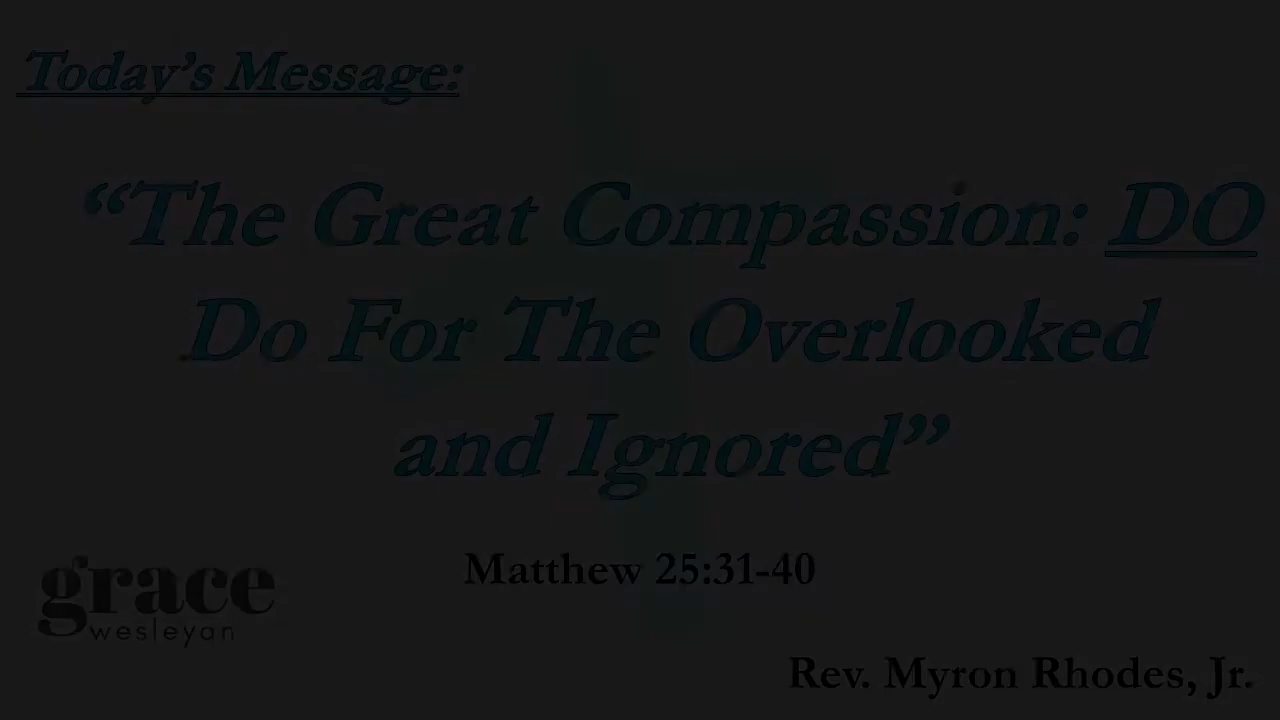 Today's Message:
“The Great Compassion: DO
Do For The Overlooked
and Ignored”
Matthew 25:31-40
grace
wesleyan
Rev. Myron Rhodes, Jr.